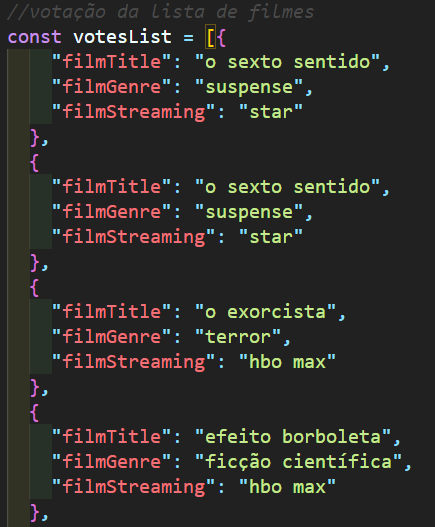 //votação da lista de filmes
const votesList = [{
"filmTitle": "o sexto sentido",
"filmGenre": "suspense",
"filmStreaming": "star"
},
{
"filmTitle": "o sexto sentido",
"filmGenre": "suspense",
"filmStreaming": "star"
},
{
"filmTitle": "o exorcista",
"filmGenre": "terror",
"filmStreaming": "hbo max"
},
{
"filmTitle": "efeito borboleta",
"filmGenre": "ficção científica",
"filmStreaming": "hbo max"
},